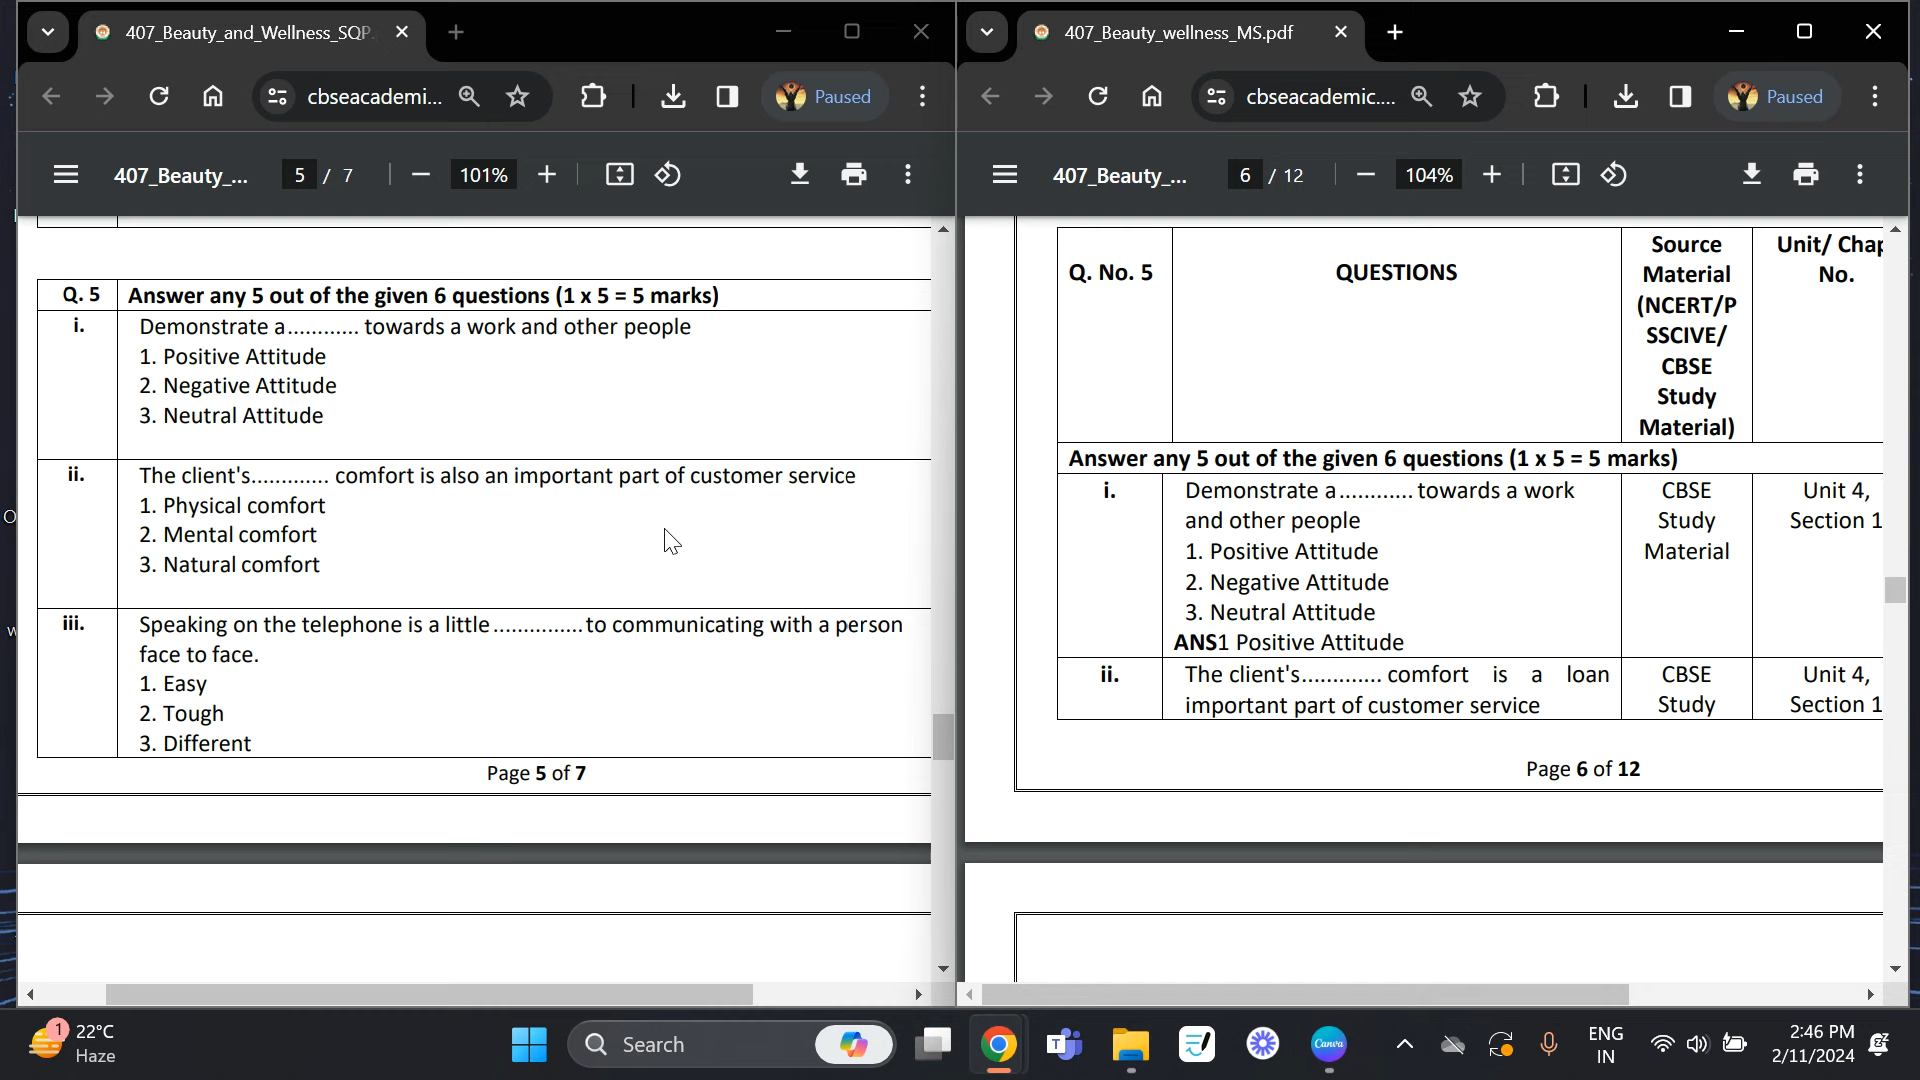 407_Beauty_and_Wellness_SQP
cbseacademi...
Paused
407_Beauty_...
5 / 7
101%
Q. 5 Answer any 5 out of the given 6 questions (1 x 5 = 5 marks)
i. Demonstrate a............ towards a work and other people
1. Positive Attitude
2. Negative Attitude
3. Neutral Attitude
ii. The client's............. comfort is also an important part of customer service
1. Physical comfort
2. Mental comfort
3. Natural comfort
iii. Speaking on the telephone is a little............... to communicating with a person
face to face.
1. Easy
2. Tough
3. Different
Page 5 of 7
407_Beauty_wellness_MS.pdf
cbseacademic....
Paused
407_Beauty_...
6 / 12
104%
Q. No. 5
QUESTIONS
Source
Material
(NCERT/P
SSCIVE/
CBSE
Study
Material)
Unit/ Chap
No.
Answer any 5 out of the given 6 questions (1 x 5 = 5 marks)
i. Demonstrate a............ towards a work
and other people
1. Positive Attitude
2. Negative Attitude
3. Neutral Attitude
ANS1 Positive Attitude
CBSE
Study
Material
Unit 4,
Section 1
ii. The client's............. comfort is a loan
important part of customer service
CBSE
Study
Unit 4,
Section 1
Page 6 of 12
1
22°C
Haze
Search
T
Canva
ENG
IN
2:46 PM
2/11/2024